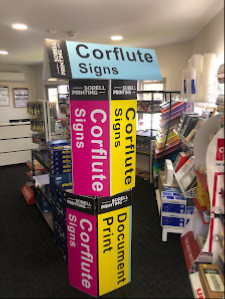 Corflute
Signs
SORELL
PRINTING
SORELL
PRINTING
Corflute
Signs
SORELL
PRINTING
Corflute
Signs
SORELL
PRINTING
Corflute
Signs
SORELL
PRINTING
Document
Print